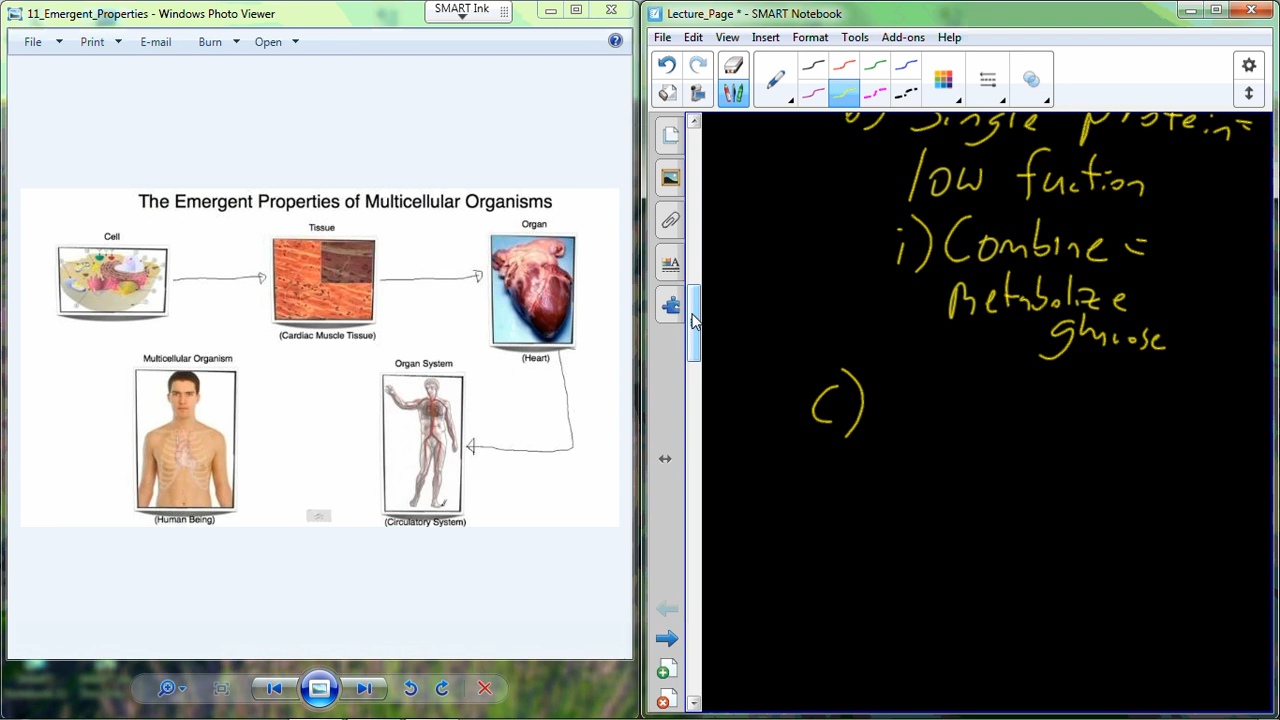 11_Emergent_Properties - Windows Photo Viewer
SMART Ink
File Print E-mail Burn Open
The Emergent Properties of Multicellular Organisms
Cell
Tissue
Organ
(Cardiac Muscle Tissue)
(Heart)
Multicellular Organism
Organ System
(Human Being)
(Circulatory System)
Lecture_Page * - SMART Notebook
File Edit View Insert Format Tools Add-ons Help
b) Single protein =
low fuction
i) Combine =
Metabolize
glucose
C)